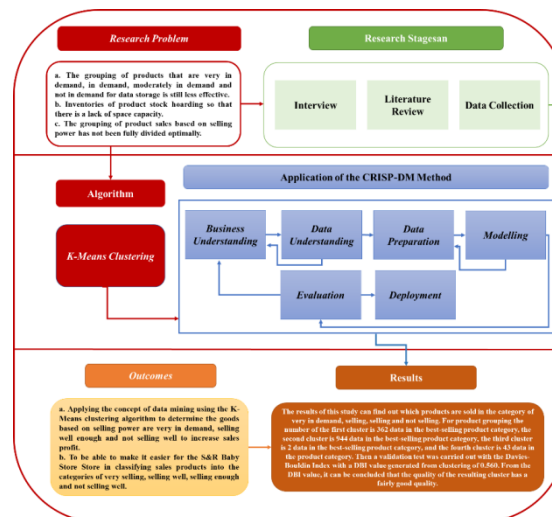 Research Problem
Research Stagesan
a. The grouping of products that are very in
demand, in demand, moderately in demand and
not in demand for data storage is still less effective.
b. Inventories of product stock hoarding so that
there is a lack of space capacity.
c. The grouping of product sales based on selling
power has not been fully divided optimally.
Interview
Literature
Review
Data Collection
Algorithm
Application of the CRISP-DM Method
K-Means Clustering
Business
Understanding
Data
Understanding
Data
Preparation
Modelling
Evaluation
Deployment
Outcomes
Results
a. Applying the concept of data mining using the K-
Means clustering algorithm to determine the goods
based on selling power are very in demand, selling
well enough and not selling well to increase sales
profit.
b. To be able to make it easier for the S&R Baby
Store Store in classifying sales products into the
categories of very selling, selling well, selling enough
and not selling well.
The results of this study can find out which products are sold in the category of
very in demand, selling, selling and not selling. For product grouping
the number of the first cluster is 362 data in the best-selling product category, the
second cluster is 944 data in the best-selling product category, the third cluster
is 2 data in the best-selling product category, and the fourth cluster is 43 data in
the product category. Then a validation test was carried out with the Davies-
Bouldin Index with a DBI value generated from clustering of 0.560. From the
DBI value, it can be concluded that the quality of the resulting cluster has a
fairly good quality.